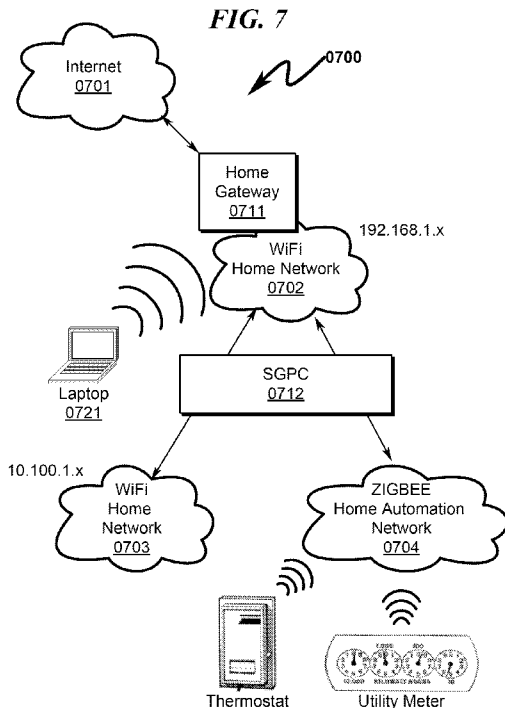 FIG. 7
Internet
0701
0700
Home
Gateway
0711
192.168.1.x
WiFi
Home Network
0702
Laptop
0721
SGPC
0712
10.100.1.x
WiFi
Home
Network
0703
ZIGBEE
Home Automation
Network
0704
Thermostat
Utility Meter